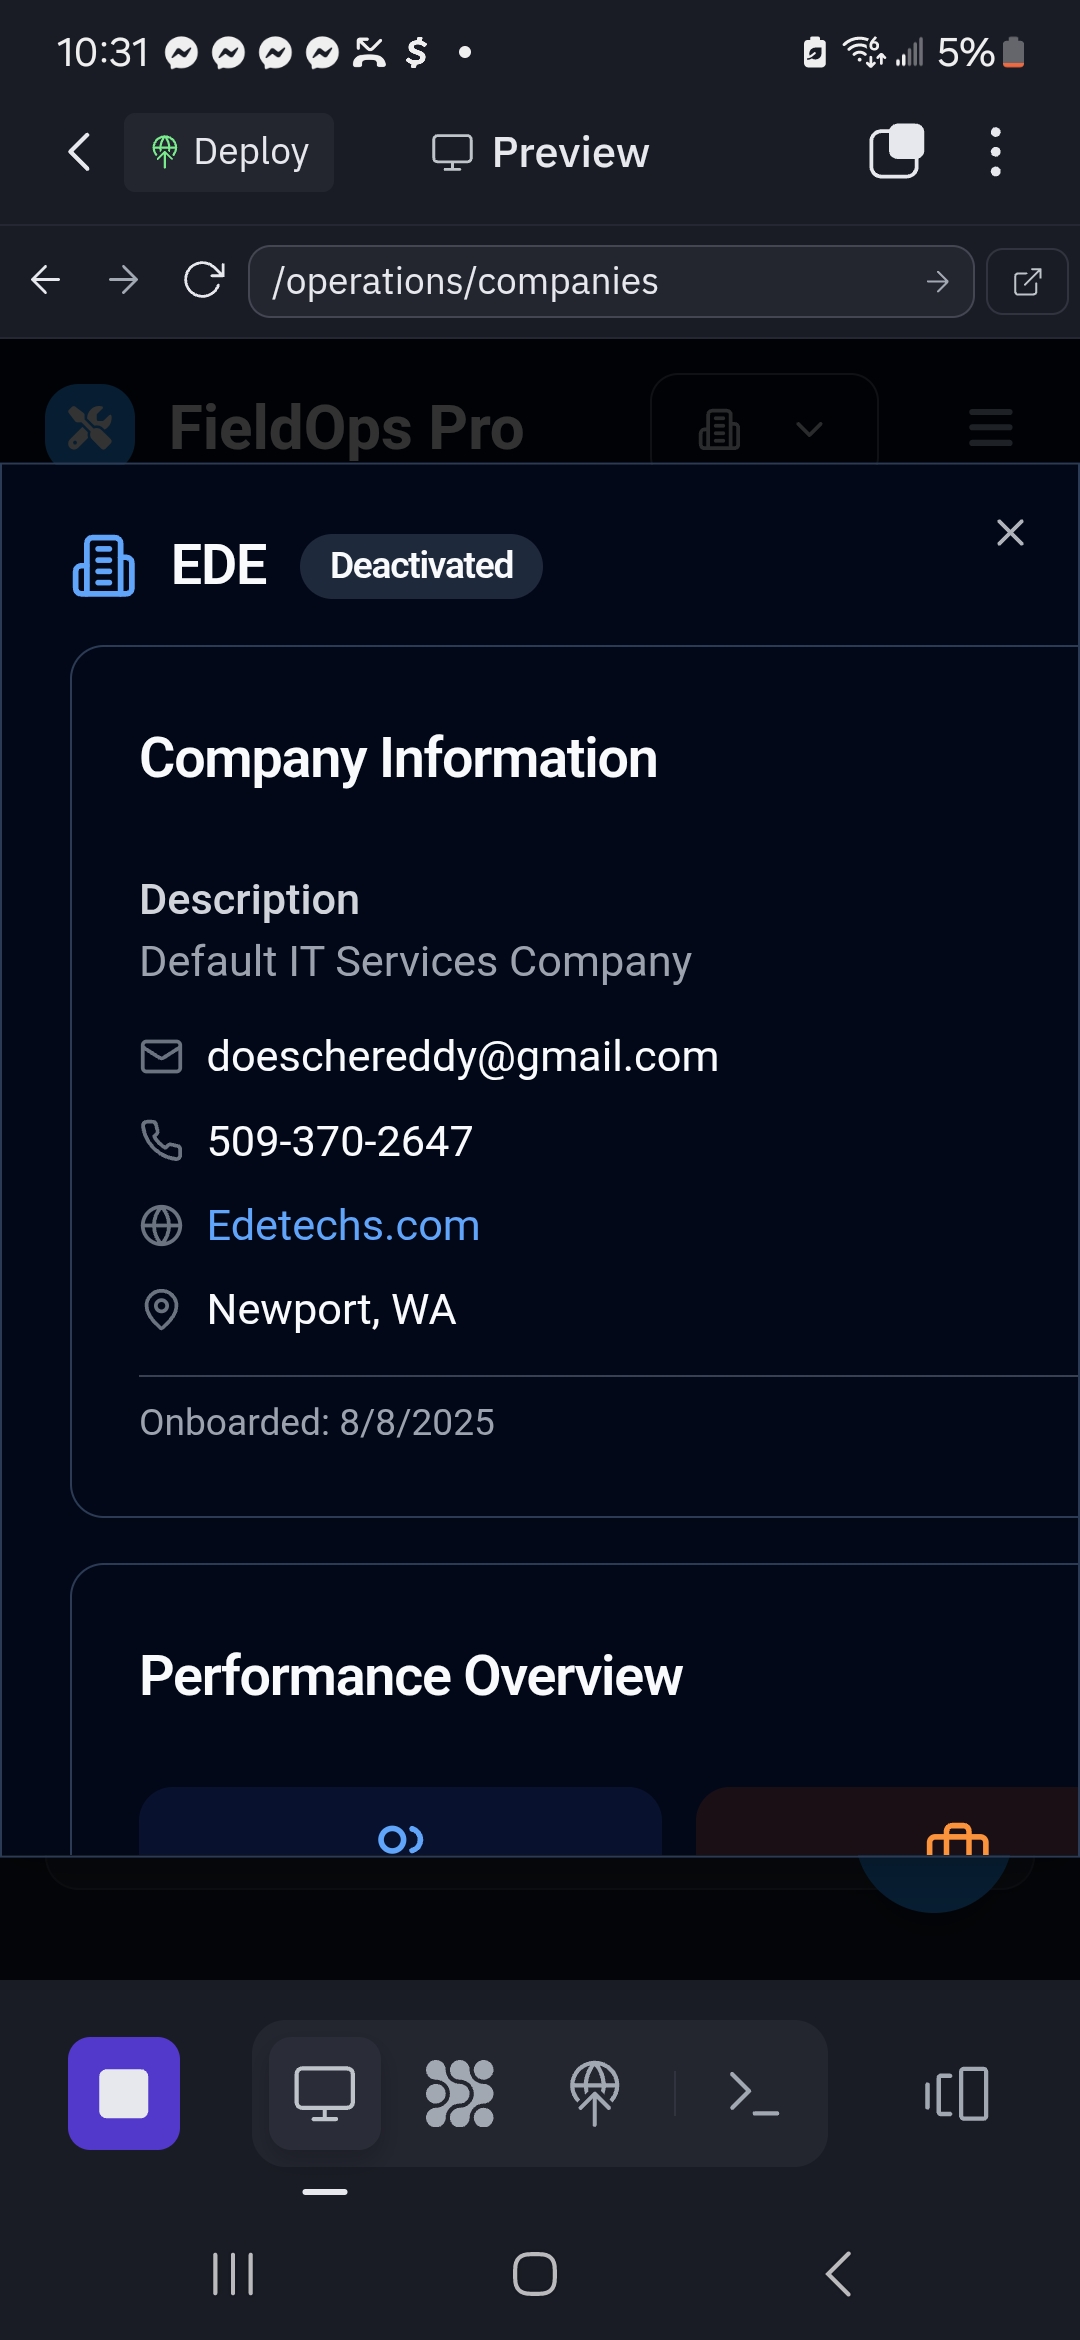 10:31
5%
Deploy
Preview
/operations/companies
FieldOps Pro
EDE
Deactivated
Company Information
Description
Default IT Services Company
doeschereddy@gmail.com
509-370-2647
Edetechs.com
Newport, WA
Onboarded: 8/8/2025
Performance Overview